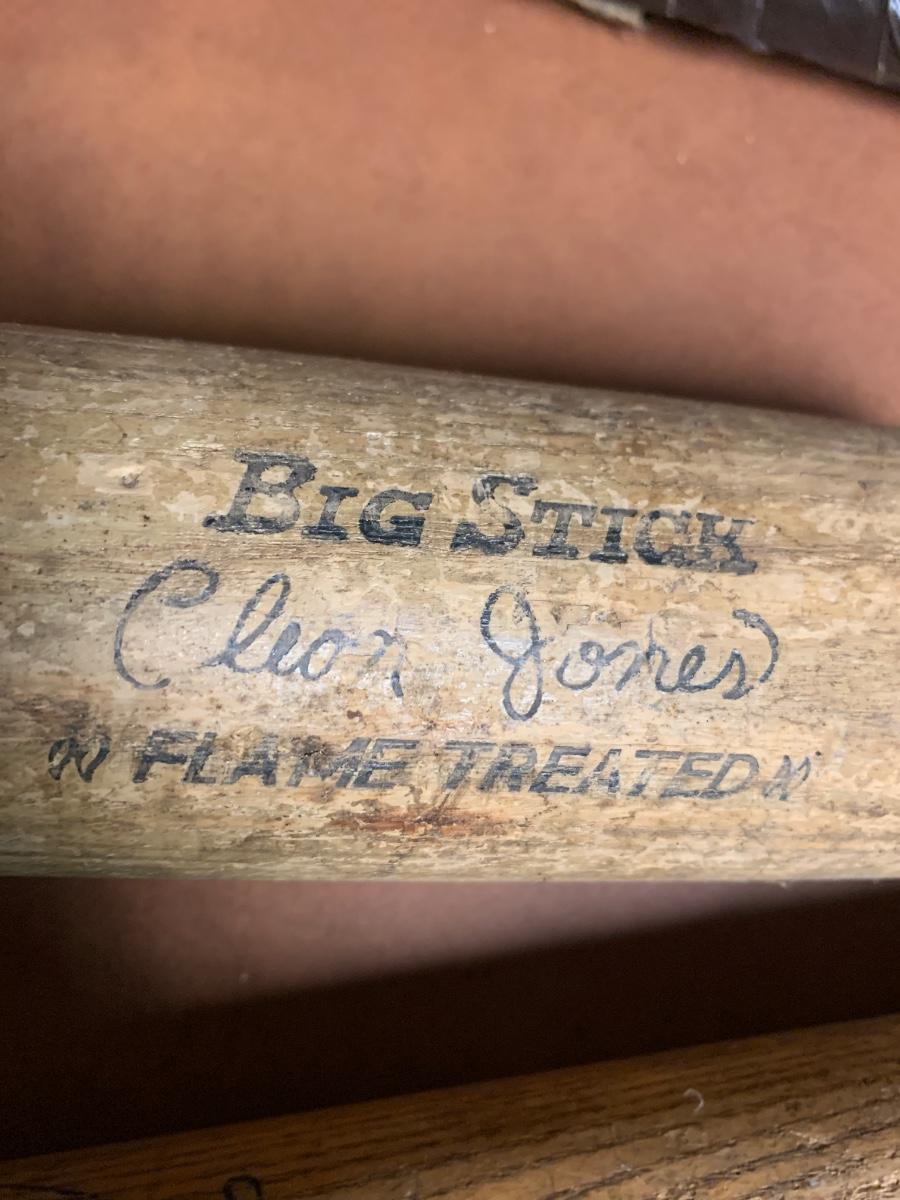 BIG STICK
Cleon Jones
FLAME TREATED